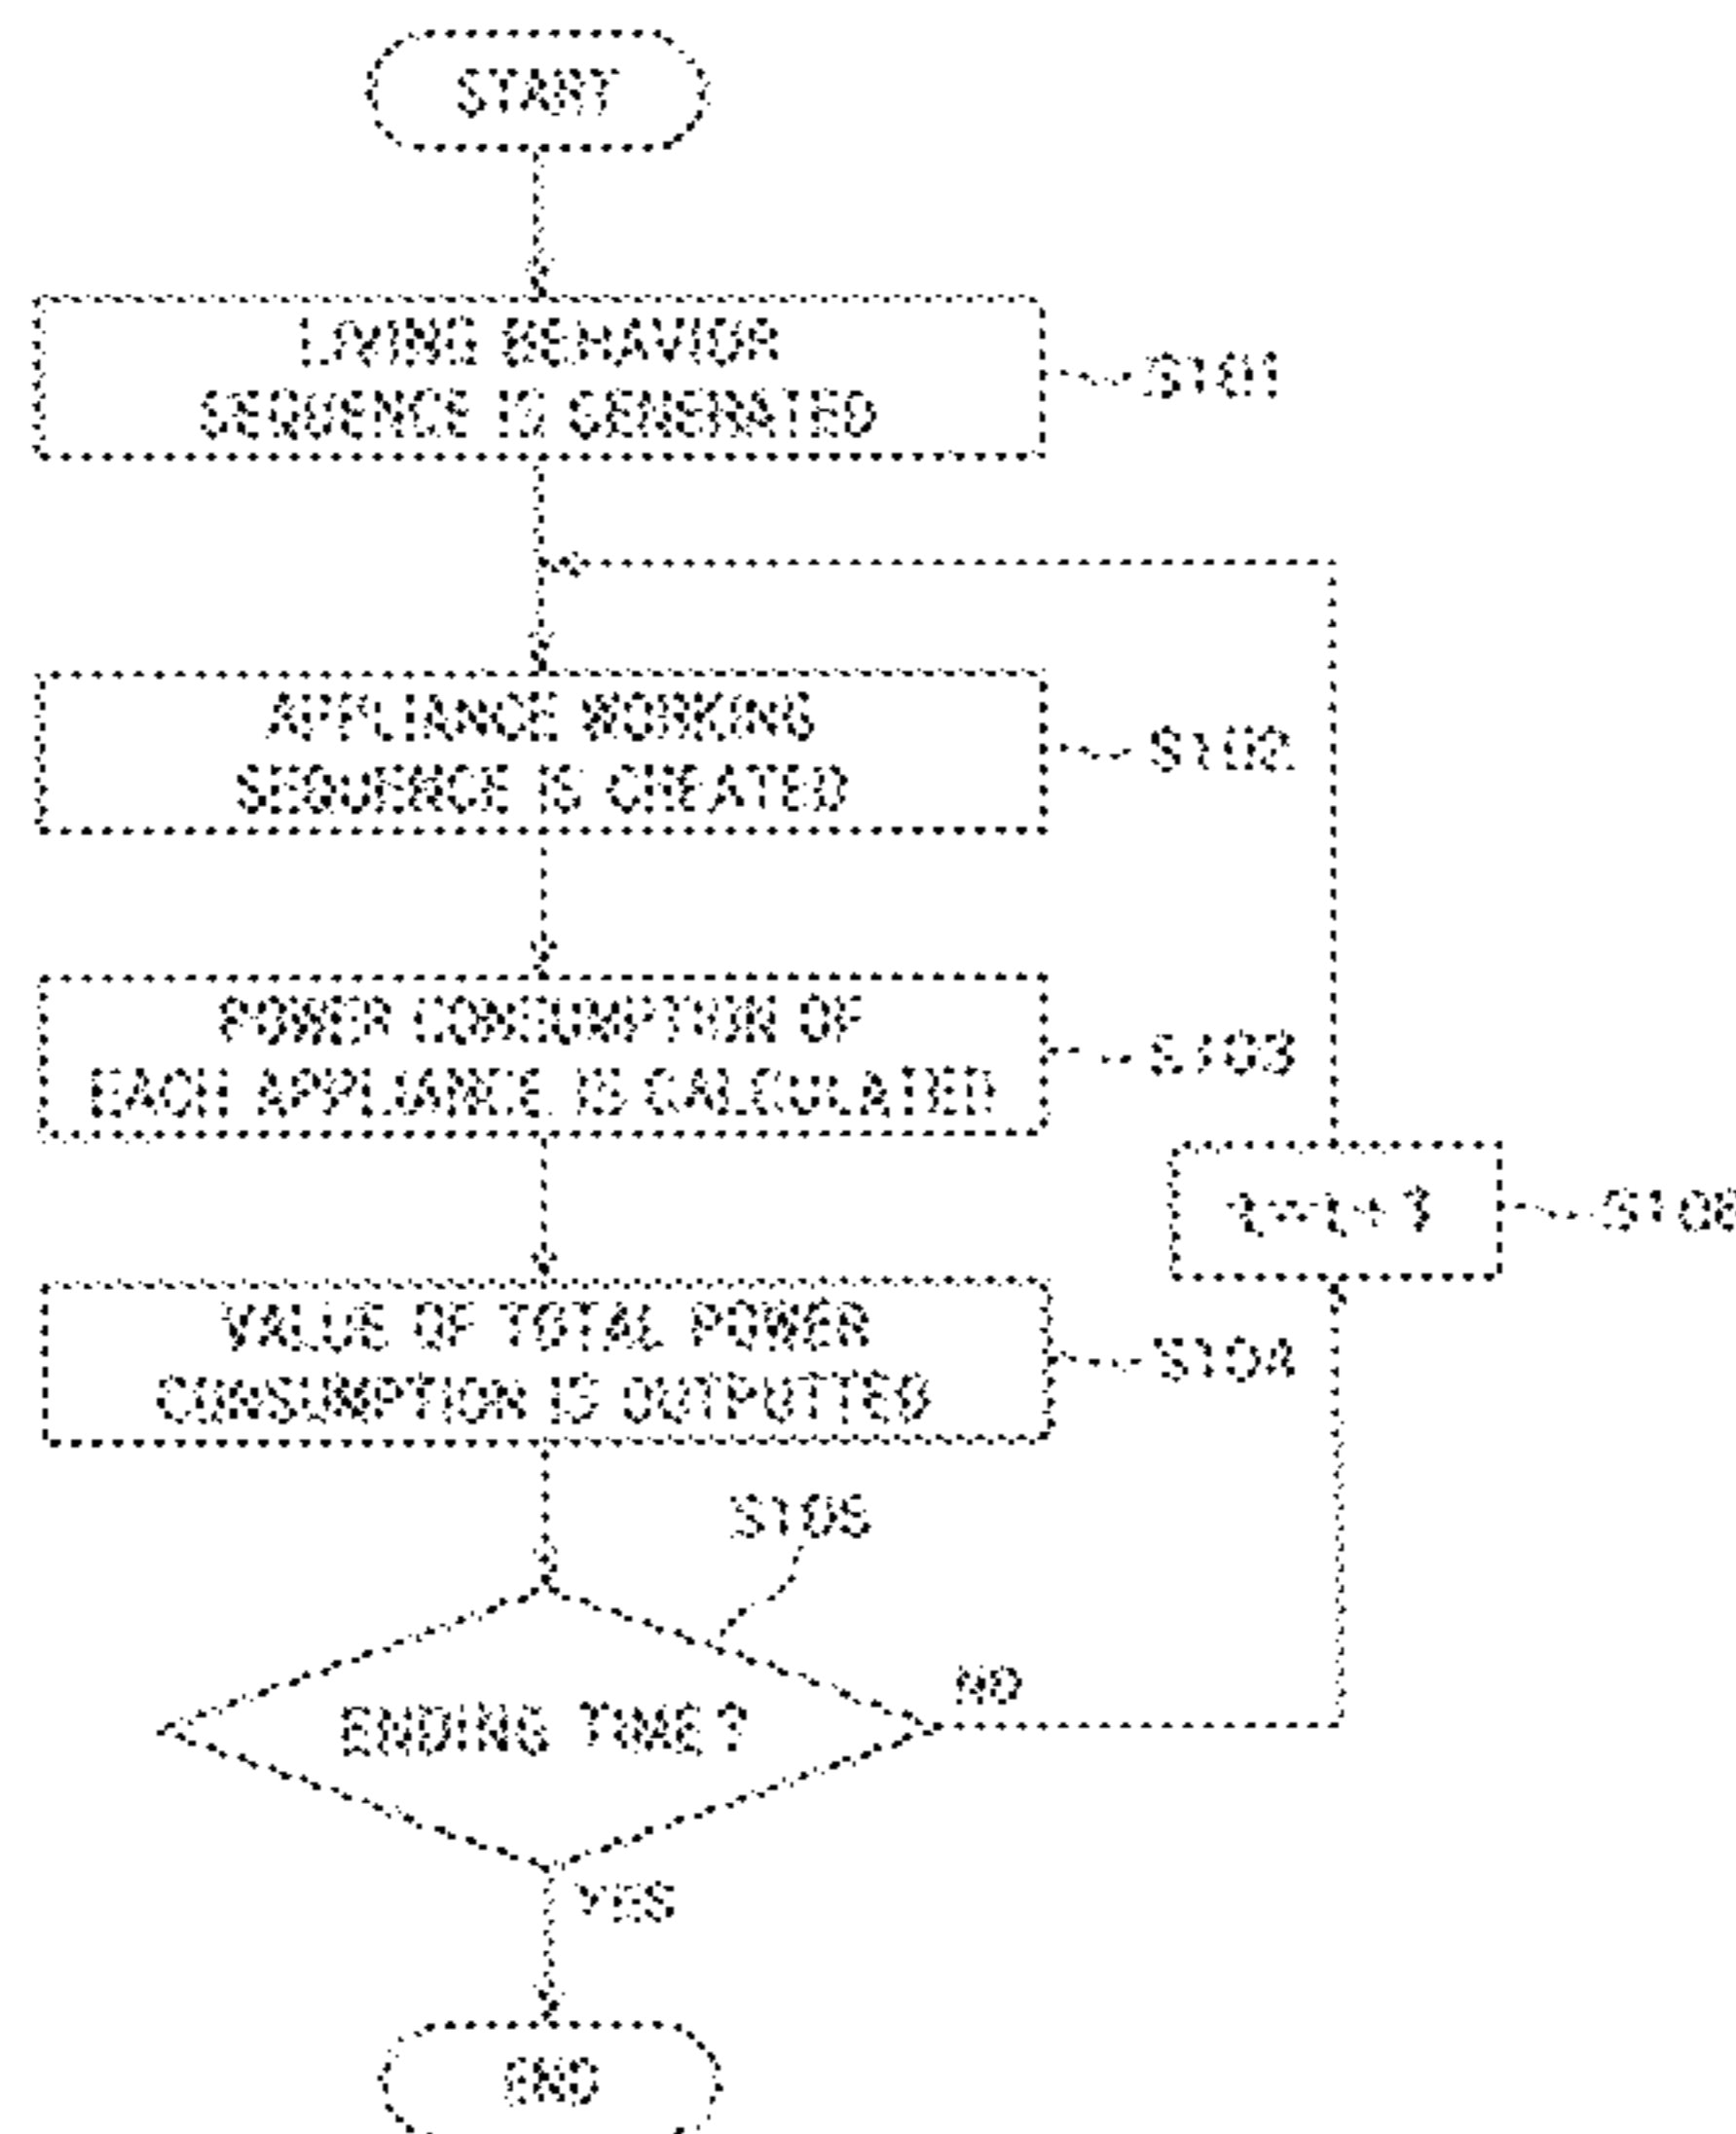 START
LIVING BEHAVIOR
SEQUENCE IS GENERATED
S101
APPLIANCE WORKING
SEQUENCE IS CREATED
S102
POWER CONSUMPTION OF
EACH APPLIANCE IS CALCULATED
S103
t=t+1
VALUE OF TOTAL POWER
CONSUMPTION IS OUTPUTTED
S104
S105
ENDING TIME?
NO
YES
END